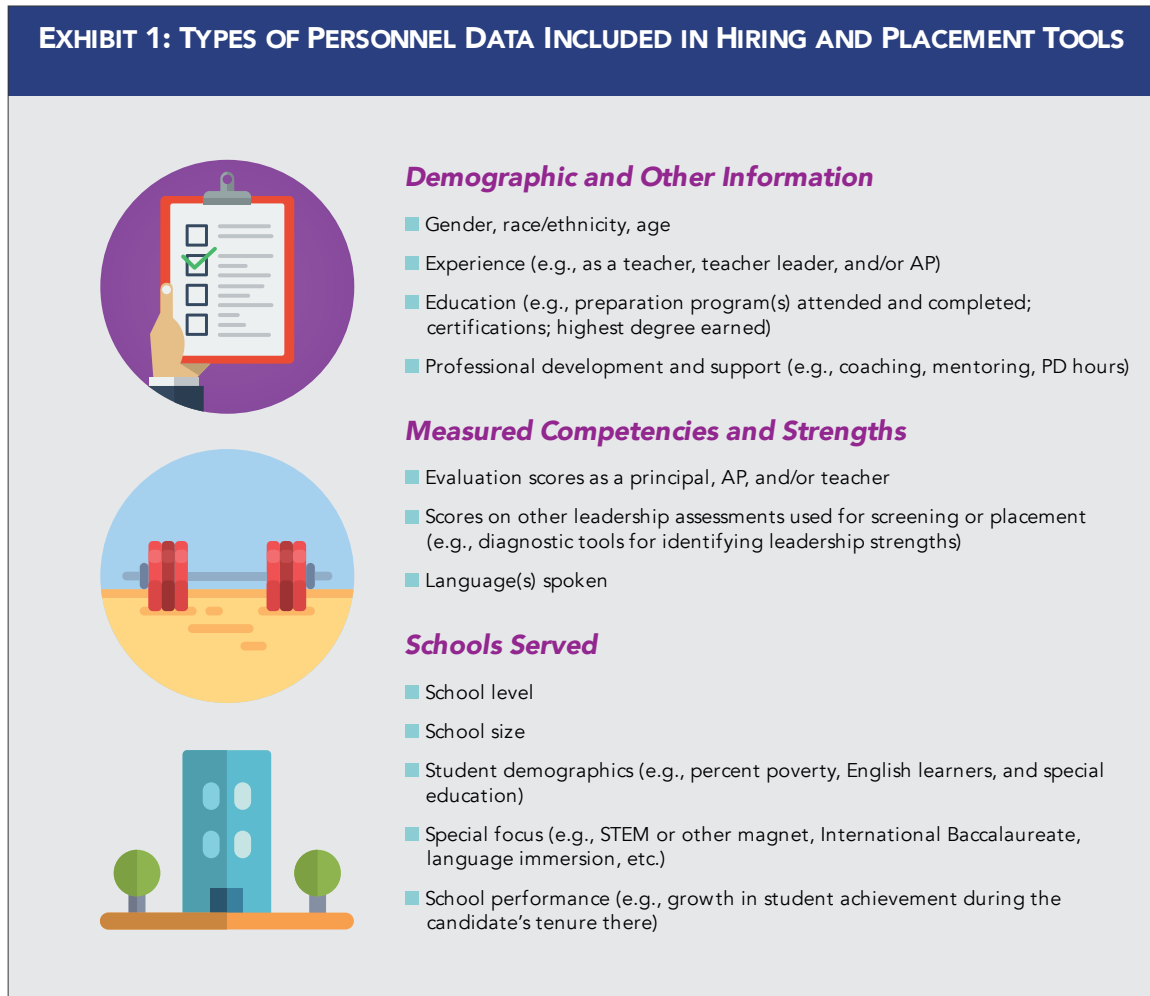 EXHIBIT 1: TYPES OF PERSONNEL DATA INCLUDED IN HIRING AND PLACEMENT TOOLS
Demographic and Other Information
Gender, race/ethnicity, age
Experience (e.g., as a teacher, teacher leader, and/or AP)
Education (e.g., preparation program(s) attended and completed;
certifications; highest degree earned)
Professional development and support (e.g., coaching, mentoring, PD hours)
Measured Competencies and Strengths
Evaluation scores as a principal, AP, and/or teacher
Scores on other leadership assessments used for screening or placement
(e.g., diagnostic tools for identifying leadership strengths)
Language(s) spoken
Schools Served
School level
School size
Student demographics (e.g., percent poverty, English learners, and special
education)
Special focus (e.g., STEM or other magnet, International Baccalaureate,
language immersion, etc.)
School performance (e.g., growth in student achievement during the
candidate’s tenure there)